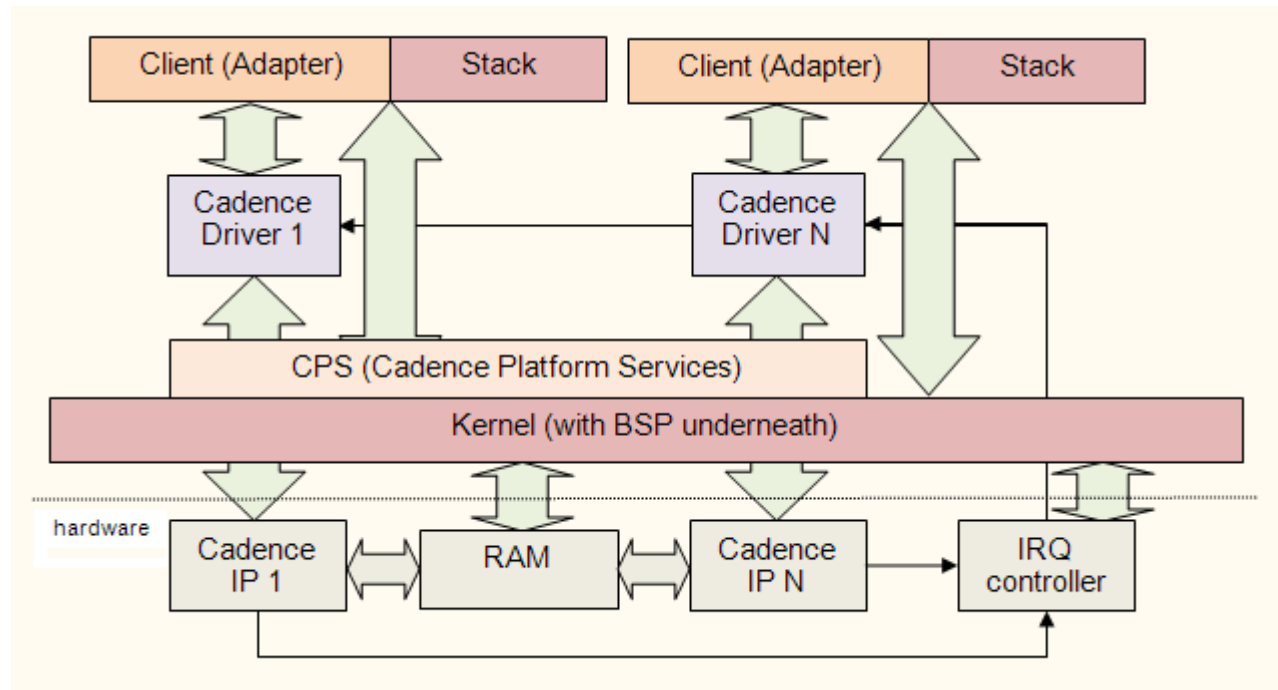 Client (Adapter)
Stack
Client (Adapter)
Stack
Cadence
Driver 1
Cadence
Driver N
CPS (Cadence Platform Services)
Kernel (with BSP underneath)
hardware
Cadence
IP 1
RAM
Cadence
IP N
IRQ
controller